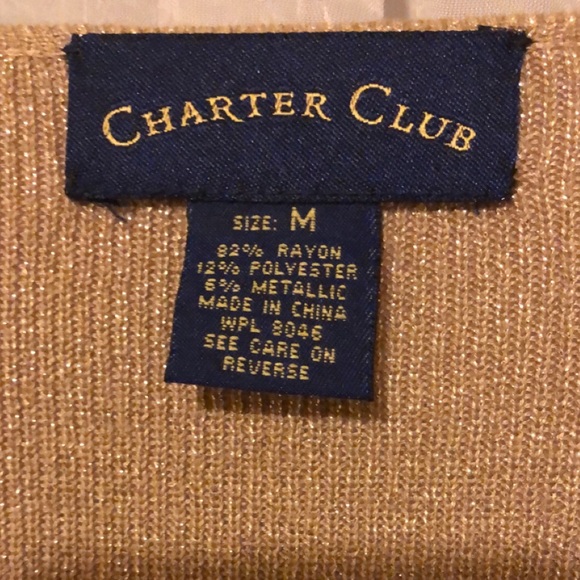 CHARTER CLUB
SIZE: M
82% RAYON
12% POLYESTER
6% METALLIC
MADE IN CHINA
WPL 8046
SEE CARE ON
REVERSE